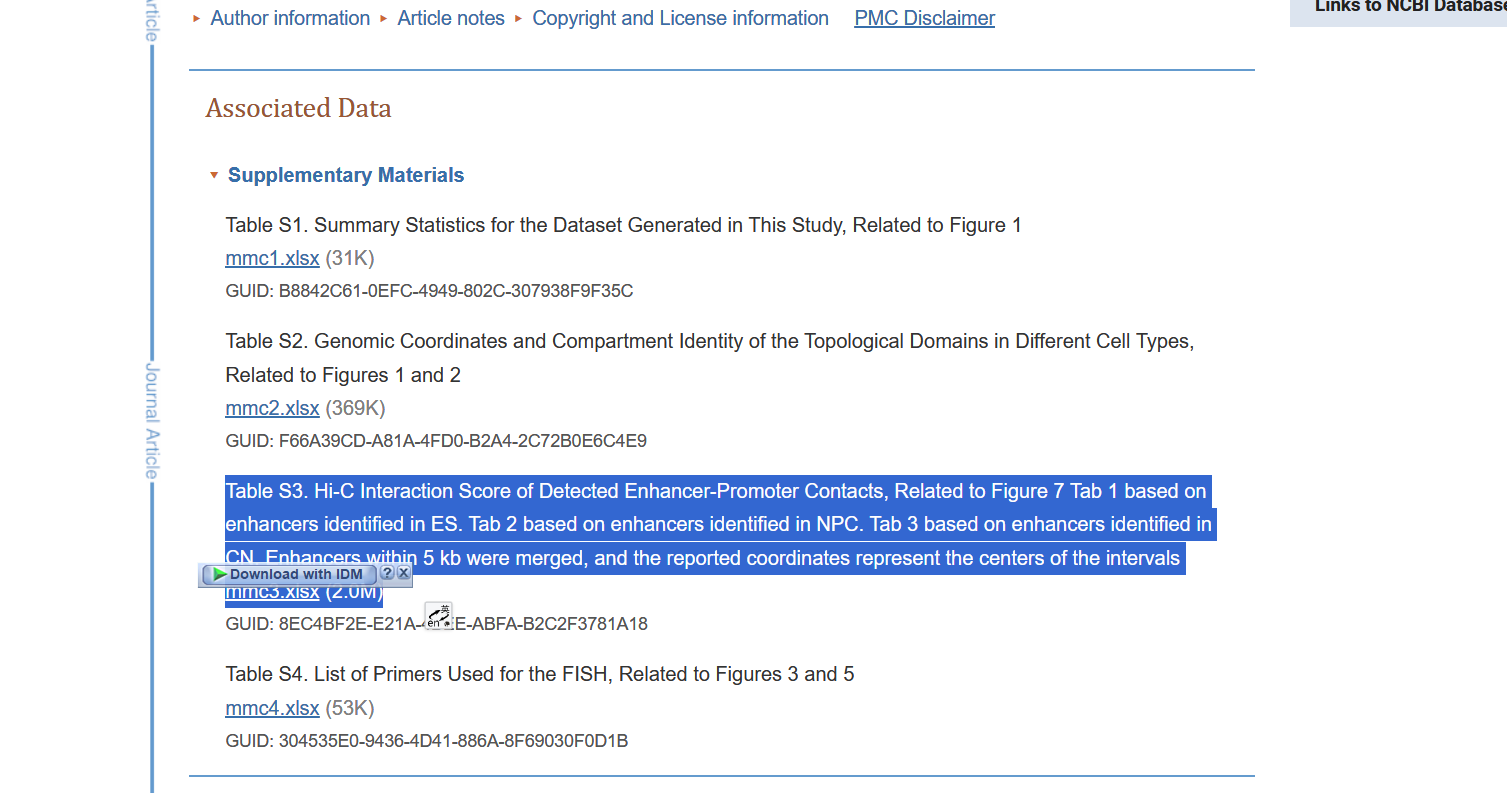 Author information Article notes Copyright and License information PMC Disclaimer
Links to NCBI Database
Associated Data
Supplementary Materials
Table S1. Summary Statistics for the Dataset Generated in This Study, Related to Figure 1
mmc1.xlsx (31K)
GUID: B8842C61-0EFC-4949-802C-307938F9F35C
Table S2. Genomic Coordinates and Compartment Identity of the Topological Domains in Different Cell Types,
Related to Figures 1 and 2
mmc2.xlsx (369K)
GUID: F66A39CD-A81A-4FD0-B2A4-2C72B0E6C4E9
Table S3. Hi-C Interaction Score of Detected Enhancer-Promoter Contacts, Related to Figure 7 Tab 1 based on
enhancers identified in ES. Tab 2 based on enhancers identified in NPC. Tab 3 based on enhancers identified in
CN. Enhancers within 5 kb were merged, and the reported coordinates represent the centers of the intervals
Download with IDM ? X
mmc3.xlsx (2.0M)
英
en
GUID: 8EC4BF2E-E21A- E-ABFA-B2C2F3781A18
Table S4. List of Primers Used for the FISH, Related to Figures 3 and 5
mmc4.xlsx (53K)
GUID: 304535E0-9436-4D41-886A-8F69030F0D1B
Journal Article